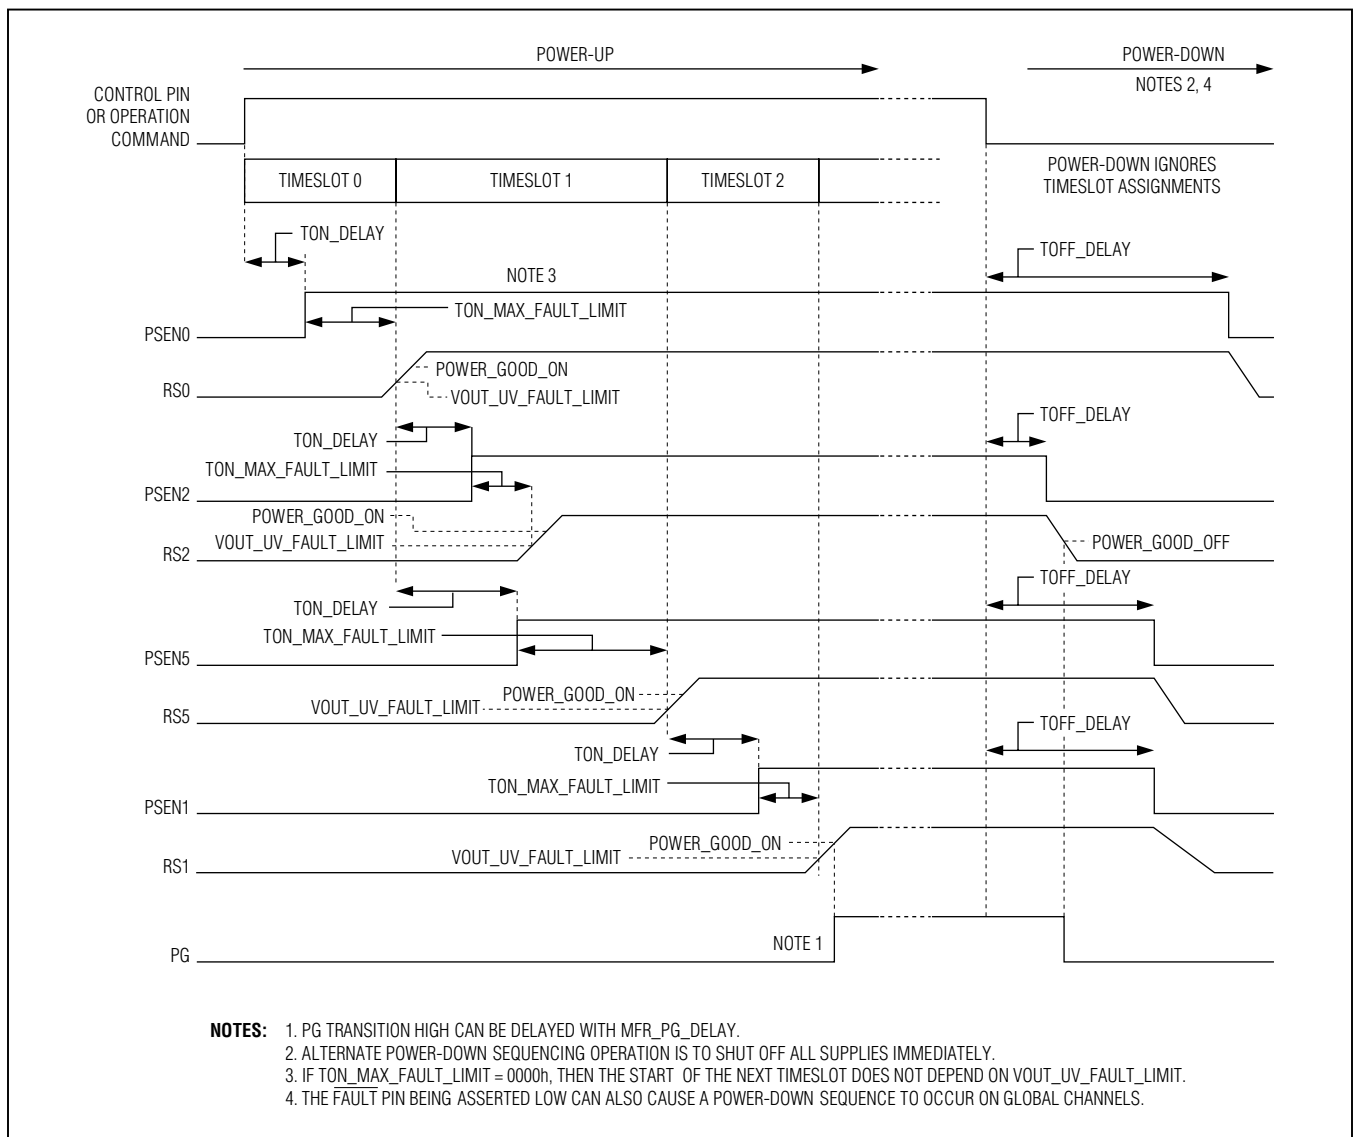 POWER-UP
POWER-DOWN
NOTES 2, 4
CONTROL PIN
OR OPERATION
COMMAND
TIMESLOT 0
TIMESLOT 1
TIMESLOT 2
POWER-DOWN IGNORES
TIMESLOT ASSIGNMENTS
TON_DELAY
TOFF_DELAY
NOTE 3
TON_MAX_FAULT_LIMIT
PSEN0
POWER_GOOD_ON
RS0
VOUT_UV_FAULT_LIMIT
TOFF_DELAY
TON_DELAY
TON_MAX_FAULT_LIMIT
PSEN2
POWER_GOOD_ON
VOUT_UV_FAULT_LIMIT
RS2
POWER_GOOD_OFF
TOFF_DELAY
TON_DELAY
TON_MAX_FAULT_LIMIT
PSEN5
POWER_GOOD_ON
VOUT_UV_FAULT_LIMIT
RS5
TOFF_DELAY
TON_DELAY
TON_MAX_FAULT_LIMIT
PSEN1
POWER_GOOD_ON
VOUT_UV_FAULT_LIMIT
RS1
NOTE 1
PG
NOTES: 1. PG TRANSITION HIGH CAN BE DELAYED WITH MFR_PG_DELAY.
2. ALTERNATE POWER-DOWN SEQUENCING OPERATION IS TO SHUT OFF ALL SUPPLIES IMMEDIATELY.
3. IF TON_MAX_FAULT_LIMIT = 0000h, THEN THE START OF THE NEXT TIMESLOT DOES NOT DEPEND ON VOUT_UV_FAULT_LIMIT.
4. THE FAULT PIN BEING ASSERTED LOW CAN ALSO CAUSE A POWER-DOWN SEQUENCE TO OCCUR ON GLOBAL CHANNELS.